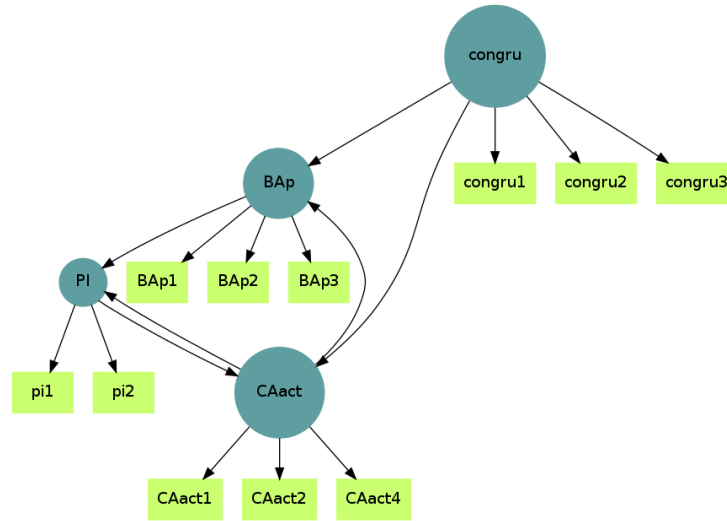 congru
congru1
congru2
congru3
BAp
BAp1
BAp2
BAp3
PI
pi1
pi2
CAact
CAact1
CAact2
CAact4